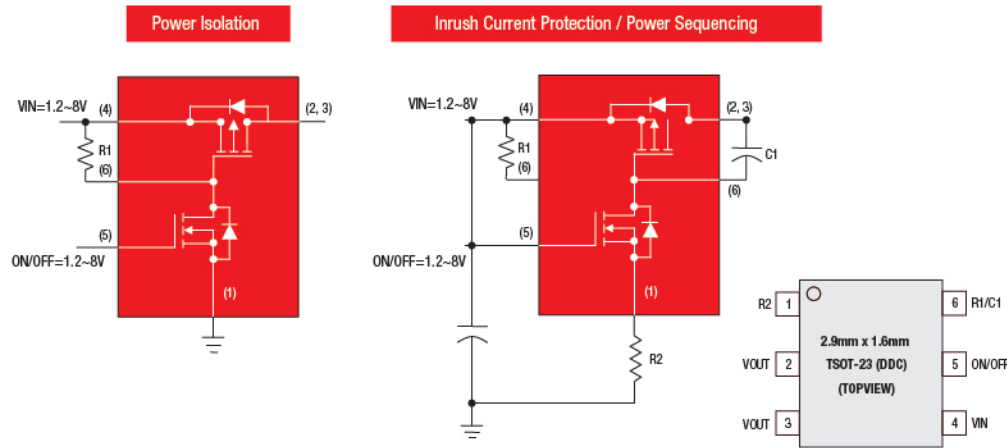 Power Isolation
Inrush Current Protection / Power Sequencing
VIN=1.2~8V
(4)
(2, 3)
R1
(6)
(5)
ON/OFF=1.2~8V
(1)
VIN=1.2~8V
(4)
(2, 3)
R1
C1
(6)
(6)
(5)
ON/OFF=1.2~8V
(1)
R2
R2 1
6 R1/C1
2.9mm x 1.6mm
TSOT-23 (DDC)
(TOPVIEW)
VOUT 2
5 ON/OFF
VOUT 3
4 VIN